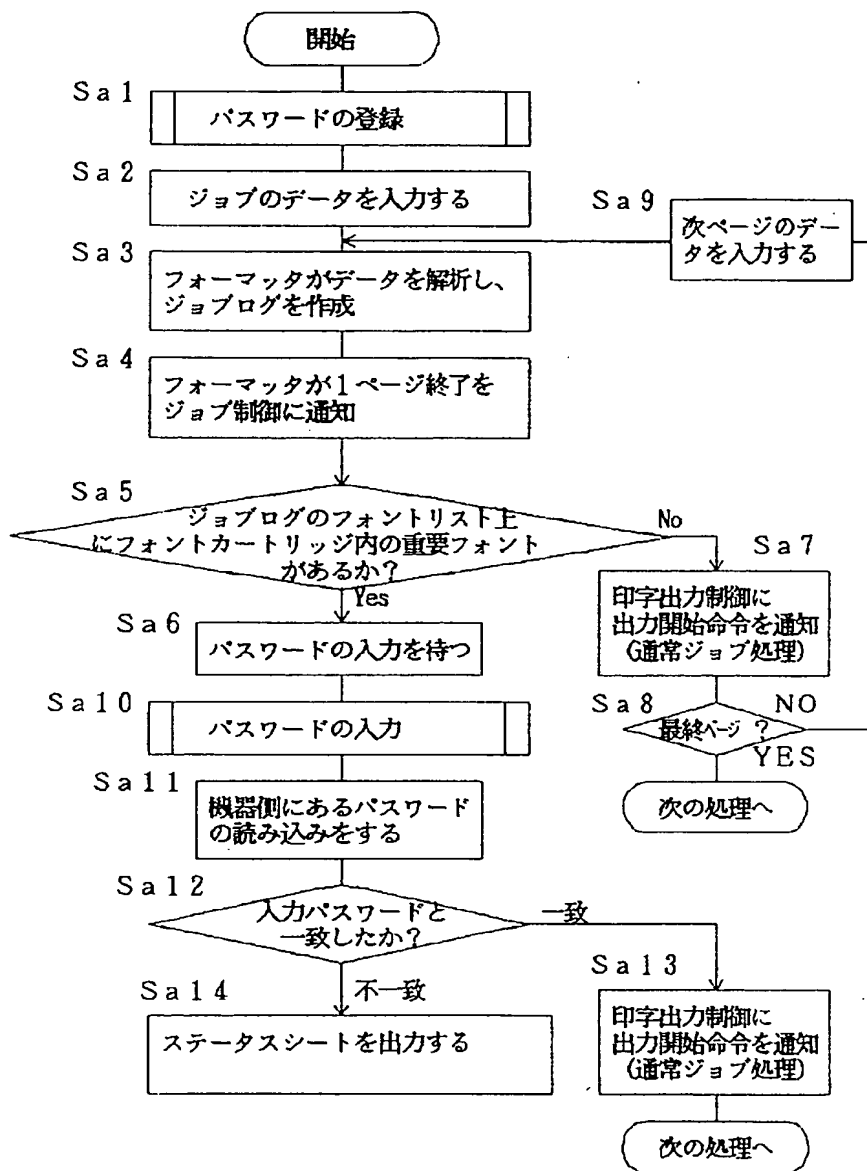 開始
Sa1
パスワードの登録
Sa2
ジョブのデータを入力する
Sa9
次ページのデー
タを入力する
Sa3
フォーマッタがデータを解析し、
ジョブログを作成
Sa4
フォーマッタが1ページ終了を
ジョブ制御に通知
Sa5
ジョブログのフォントリスト上
にフォントカートリッジ内の重要フォント
があるか?
No
Yes
Sa7
印字出力制御に
出力開始命令を通知
(通常ジョブ処理)
Sa6
パスワードの入力を待つ
Sa8
最終ページ?
NO
YES
次の処理へ
Sa10
パスワードの入力
Sa11
機器側にあるパスワード
の読み込みをする
Sa12
入力パスワードと
一致したか?
一致
不一致
Sa13
印字出力制御に
出力開始命令を通知
(通常ジョブ処理)
Sa14
ステータスシートを出力する
次の処理へ